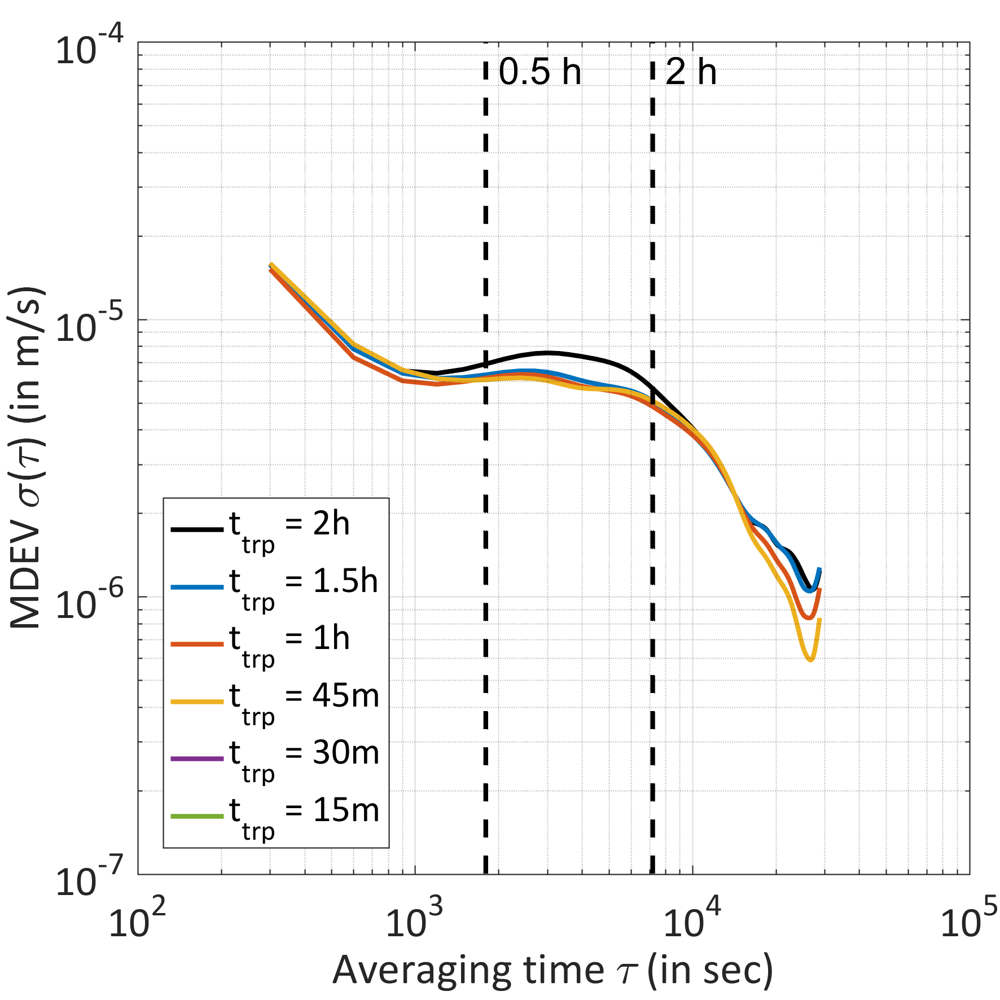 10^-4
0.5 h
2 h
10^-5
10^-6
10^-7
MDEV σ(τ) (in m/s)
t_trp = 2h
t_trp = 1.5h
t_trp = 1h
t_trp = 45m
t_trp = 30m
t_trp = 15m
10^2
10^3
10^4
10^5
Averaging time τ (in sec)